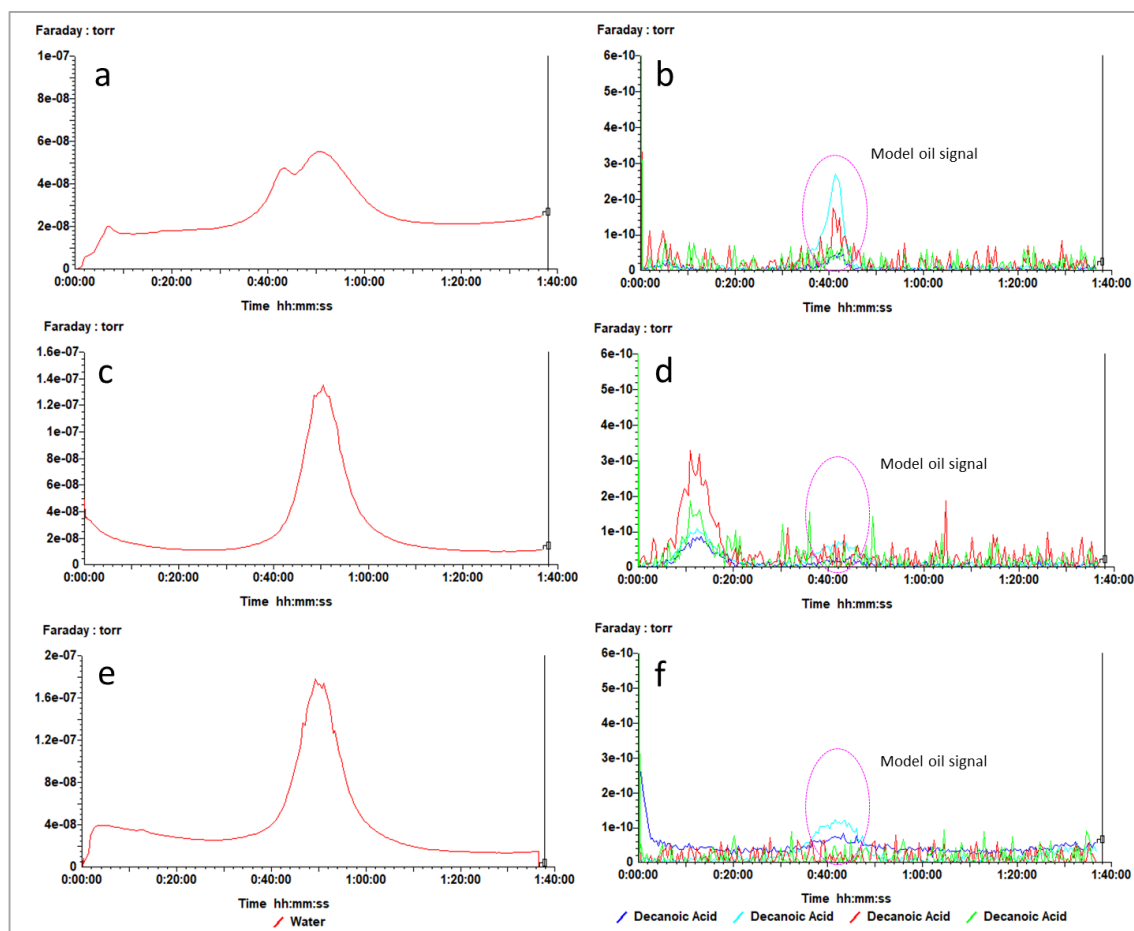 Faraday : torr
a
1e-07
8e-08
6e-08
4e-08
2e-08
0
0:00:00 0:20:00 0:40:00 1:00:00 1:20:00 1:40:00
Time hh:mm:ss
Faraday : torr
b
6e-10
5e-10
4e-10
3e-10
2e-10
1e-10
0
Model oil signal
0:00:00 0:20:00 0:40:00 1:00:00 1:20:00 1:40:00
Time hh:mm:ss
Faraday : torr
c
1.6e-07
1.4e-07
1.2e-07
1e-07
8e-08
6e-08
4e-08
2e-08
0
0:00:00 0:20:00 0:40:00 1:00:00 1:20:00 1:40:00
Time hh:mm:ss
Faraday : torr
d
6e-10
5e-10
4e-10
3e-10
2e-10
1e-10
0
Model oil signal
0:00:00 0:20:00 0:40:00 1:00:00 1:20:00 1:40:00
Time hh:mm:ss
Faraday : torr
e
2e-07
1.6e-07
1.2e-07
8e-08
4e-08
0
0:00:00 0:20:00 0:40:00 1:00:00 1:20:00 1:40:00
Time hh:mm:ss
Water
Faraday : torr
f
6e-10
5e-10
4e-10
3e-10
2e-10
1e-10
0
Model oil signal
0:00:00 0:20:00 0:40:00 1:00:00 1:20:00 1:40:00
Time hh:mm:ss
Decanoic Acid Decanoic Acid Decanoic Acid Decanoic Acid